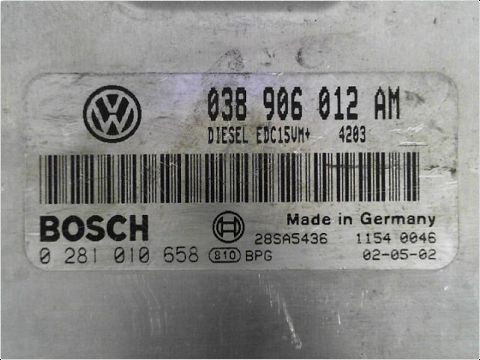 038 906 012 AM
DIESEL EDC15VM+ 4203
BOSCH
Made in Germany
28SA5436 1154 0046
0 281 010 658 810 BPG 02-05-02